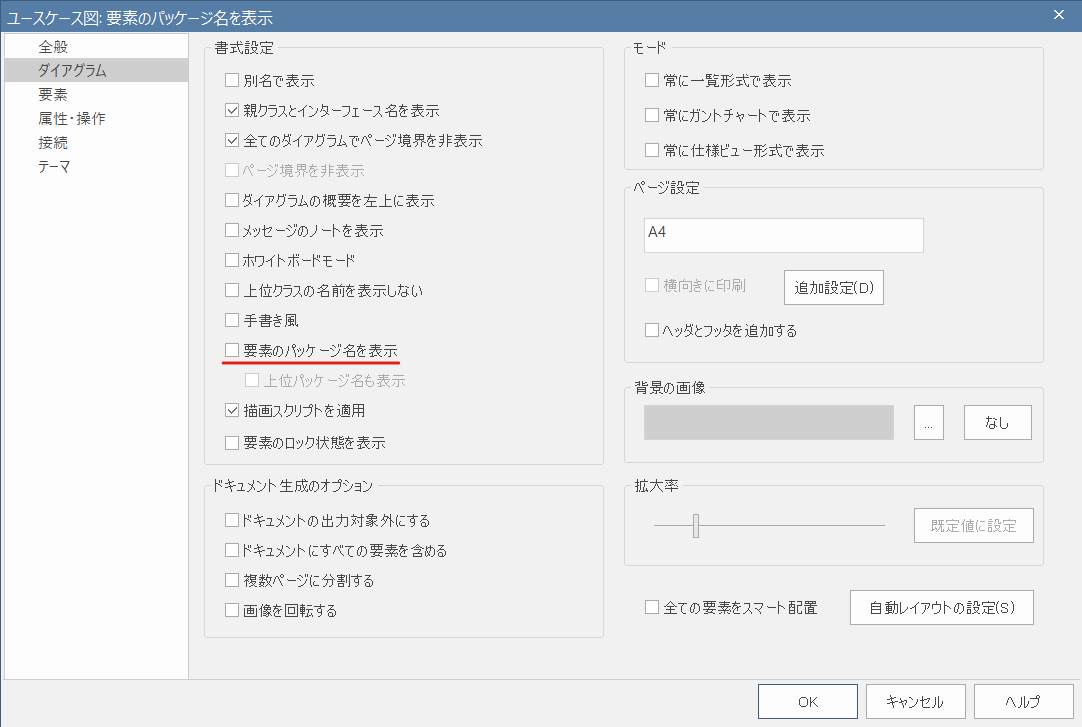 ユースケース図: 要素のパッケージ名を表示
全般
ダイアグラム
要素
属性・操作
接続
テーマ
書式設定
別名で表示
親クラスとインターフェース名を表示
全てのダイアグラムでページ境界を非表示
ページ境界を非表示
ダイアグラムの概要を左上に表示
メッセージのノートを表示
ホワイトボードモード
上位クラスの名前を表示しない
手書き風
要素のパッケージ名を表示
上位パッケージ名も表示
描画スクリプトを適用
要素のロック状態を表示
ドキュメント生成のオプション
ドキュメントの出力対象外にする
ドキュメントにすべての要素を含める
複数ページに分割する
画像を回転する
モード
常に一覧形式で表示
常にガントチャートで表示
常に仕様ビュー形式で表示
ページ設定
A4
横向きに印刷
追加設定(D)
ヘッダとフッタを追加する
背景の画像
...
なし
拡大率
既定値に設定
全ての要素をスマート配置
自動レイアウトの設定(S)
OK
キャンセル
ヘルプ